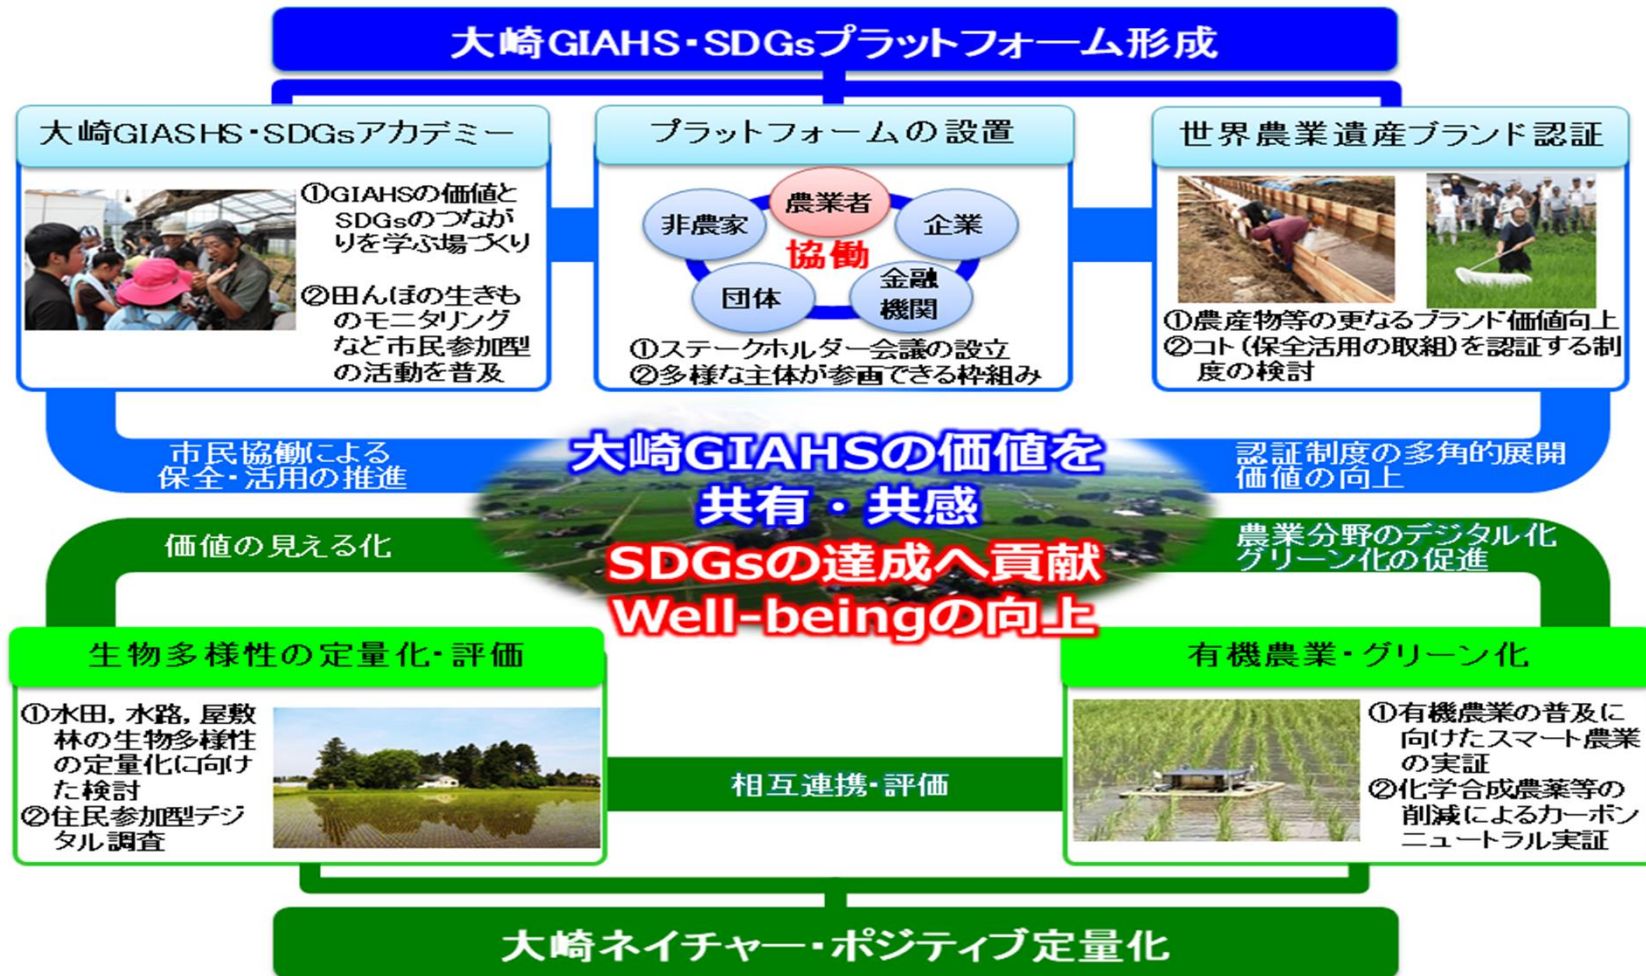 大崎GIAHS・SDGsプラットフォーム形成
大崎GIASHS・SDGsアカデミー
①GIAHSの価値と
SDGsのつなが
りを学ぶ場づくり
②田んぼの生きも
のモニタリング
など市民参加型
の活動を普及
プラットフォームの設置
農業者
非農家
企業
協働
団体
金融
機関
①ステークホルダー会議の設立
②多様な主体が参画できる枠組み
世界農業遺産ブランド認証
①農産物等の更なるブランド価値向上
②コト（保全活用の取組）を認証する制
度の検討
市民協働による
保全・活用の推進
大崎GIAHSの価値を
共有・共感
SDGsの達成へ貢献
Well-beingの向上
認証制度の多角的展開
価値の向上
価値の見える化
農業分野のデジタル化
グリーン化の促進
生物多様性の定量化・評価
①水田，水路，屋敷
林の生物多様性
の定量化に向け
た検討
②住民参加型デジ
タル調査
相互連携・評価
有機農業・グリーン化
①有機農業の普及に
向けたスマート農業
の実証
②化学合成農薬等の
削減によるカーボン
ニュートラル実証
大崎ネイチャー・ポジティブ定量化